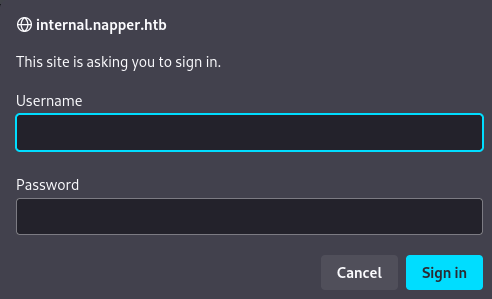 internal.napper.htb
This site is asking you to sign in.
Username
Password
Cancel Sign in